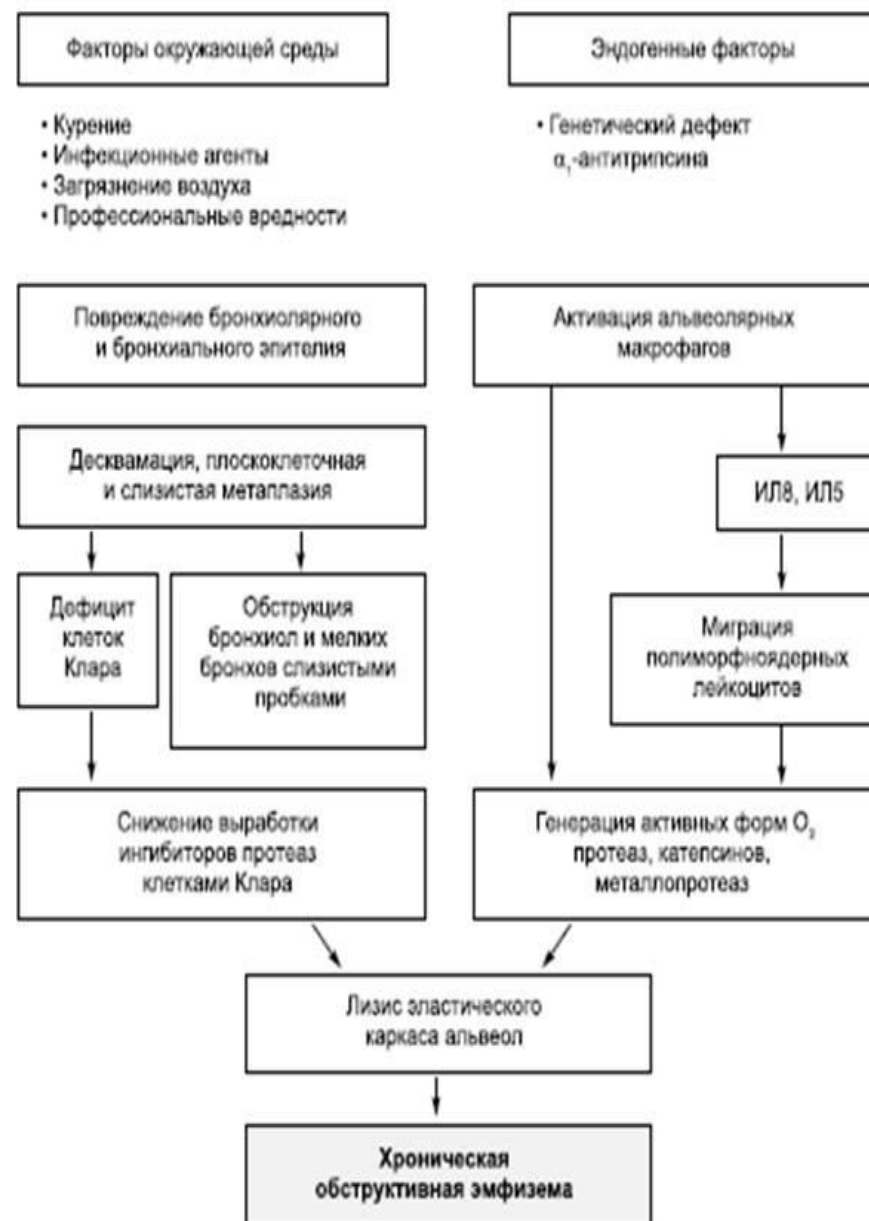 Факторы окружающей среды
Эндогенные факторы
• Курение
• Инфекционные агенты
• Загрязнение воздуха
• Профессиональные вредности
• Генетический дефект
α₁-антитрипсина
Повреждение бронхиолярного
и бронхиального эпителия
Активация альвеолярных
макрофагов
Десквамация, плоскоклеточная
и слизистая метаплазия
ИЛ8, ИЛ5
Дефицит
клеток
Клара
Обструкция
бронхиол и мелких
бронхов слизистыми
пробками
Миграция
полиморфноядерных
лейкоцитов
Снижение выработки
ингибиторов протеаз
клетками Клара
Генерация активных форм O₂
протеаз, катепсинов,
металлопротеаз
Лизис эластического
каркаса альвеол
Хроническая
обструктивная эмфизема